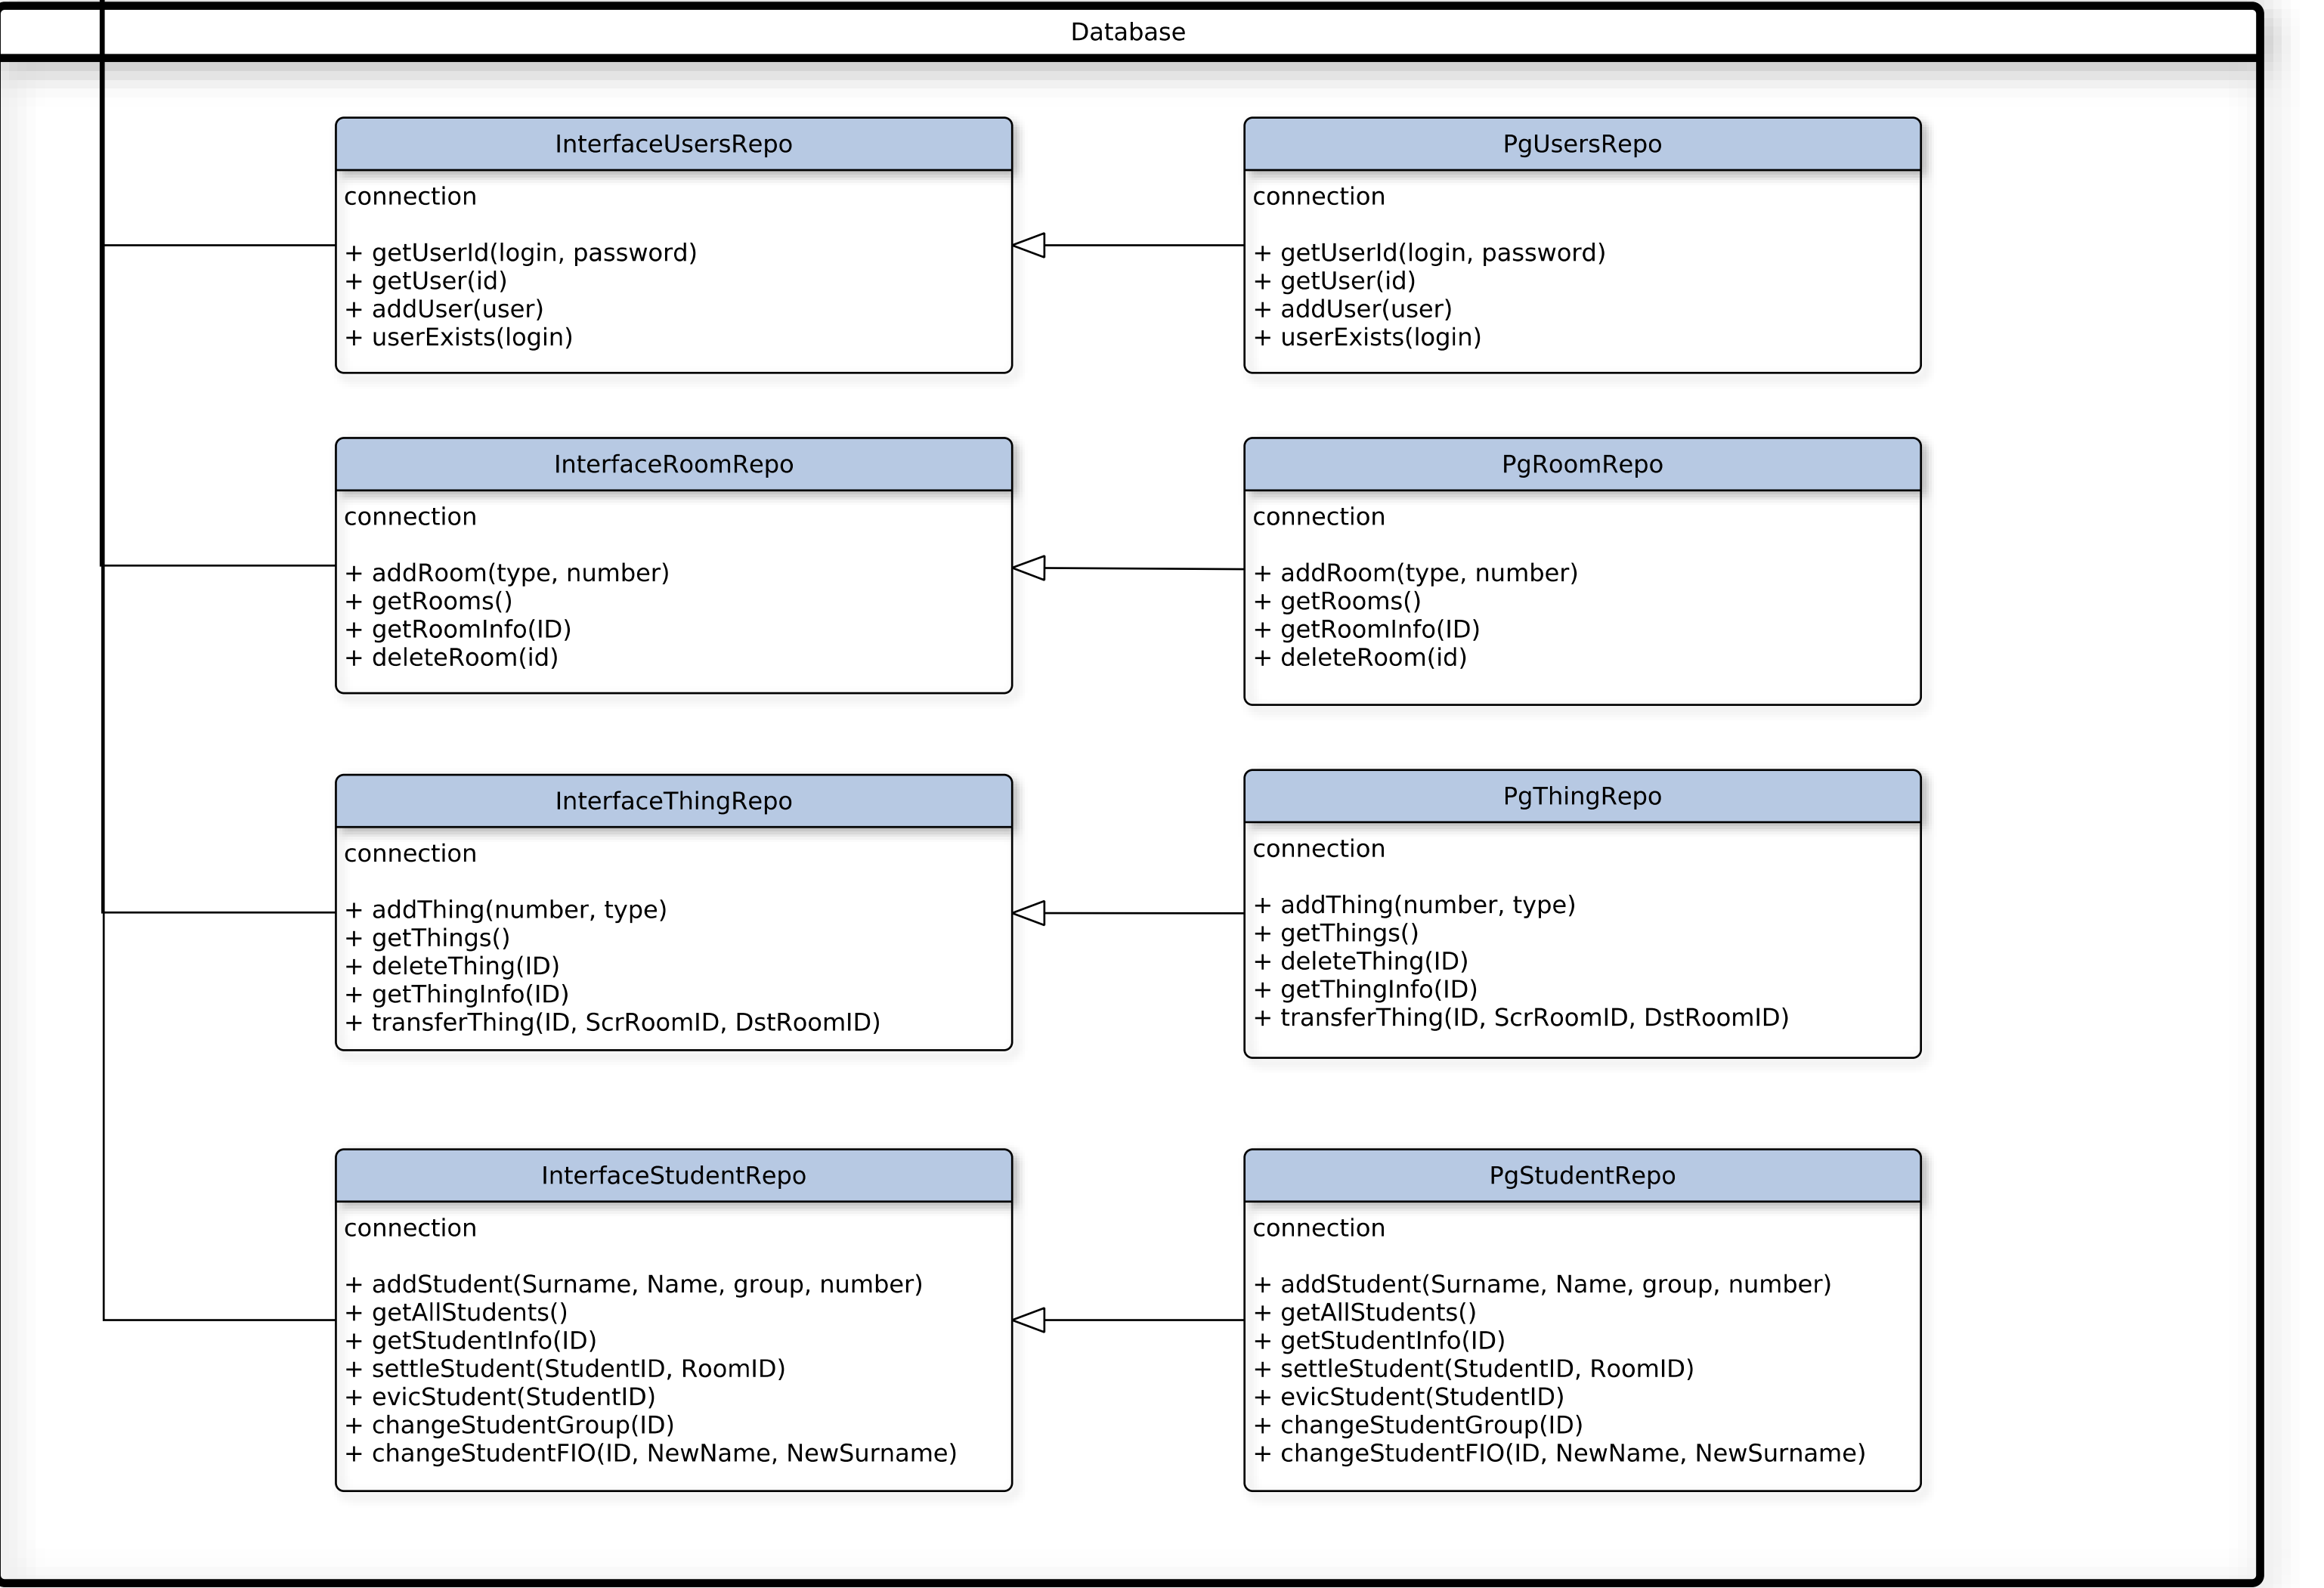 Database
InterfaceUsersRepo
connection
+ getUserId(login, password)
+ getUser(id)
+ addUser(user)
+ userExists(login)
PgUsersRepo
connection
+ getUserId(login, password)
+ getUser(id)
+ addUser(user)
+ userExists(login)
InterfaceRoomRepo
connection
+ addRoom(type, number)
+ getRooms()
+ getRoomInfo(ID)
+ deleteRoom(id)
PgRoomRepo
connection
+ addRoom(type, number)
+ getRooms()
+ getRoomInfo(ID)
+ deleteRoom(id)
InterfaceThingRepo
connection
+ addThing(number, type)
+ getThings()
+ deleteThing(ID)
+ getThingInfo(ID)
+ transferThing(ID, ScrRoomID, DstRoomID)
PgThingRepo
connection
+ addThing(number, type)
+ getThings()
+ deleteThing(ID)
+ getThingInfo(ID)
+ transferThing(ID, ScrRoomID, DstRoomID)
InterfaceStudentRepo
connection
+ addStudent(Surname, Name, group, number)
+ getAllStudents()
+ getStudentInfo(ID)
+ settleStudent(StudentID, RoomID)
+ evicStudent(StudentID)
+ changeStudentGroup(ID)
+ changeStudentFIO(ID, NewName, NewSurname)
PgStudentRepo
connection
+ addStudent(Surname, Name, group, number)
+ getAllStudents()
+ getStudentInfo(ID)
+ settleStudent(StudentID, RoomID)
+ evicStudent(StudentID)
+ changeStudentGroup(ID)
+ changeStudentFIO(ID, NewName, NewSurname)